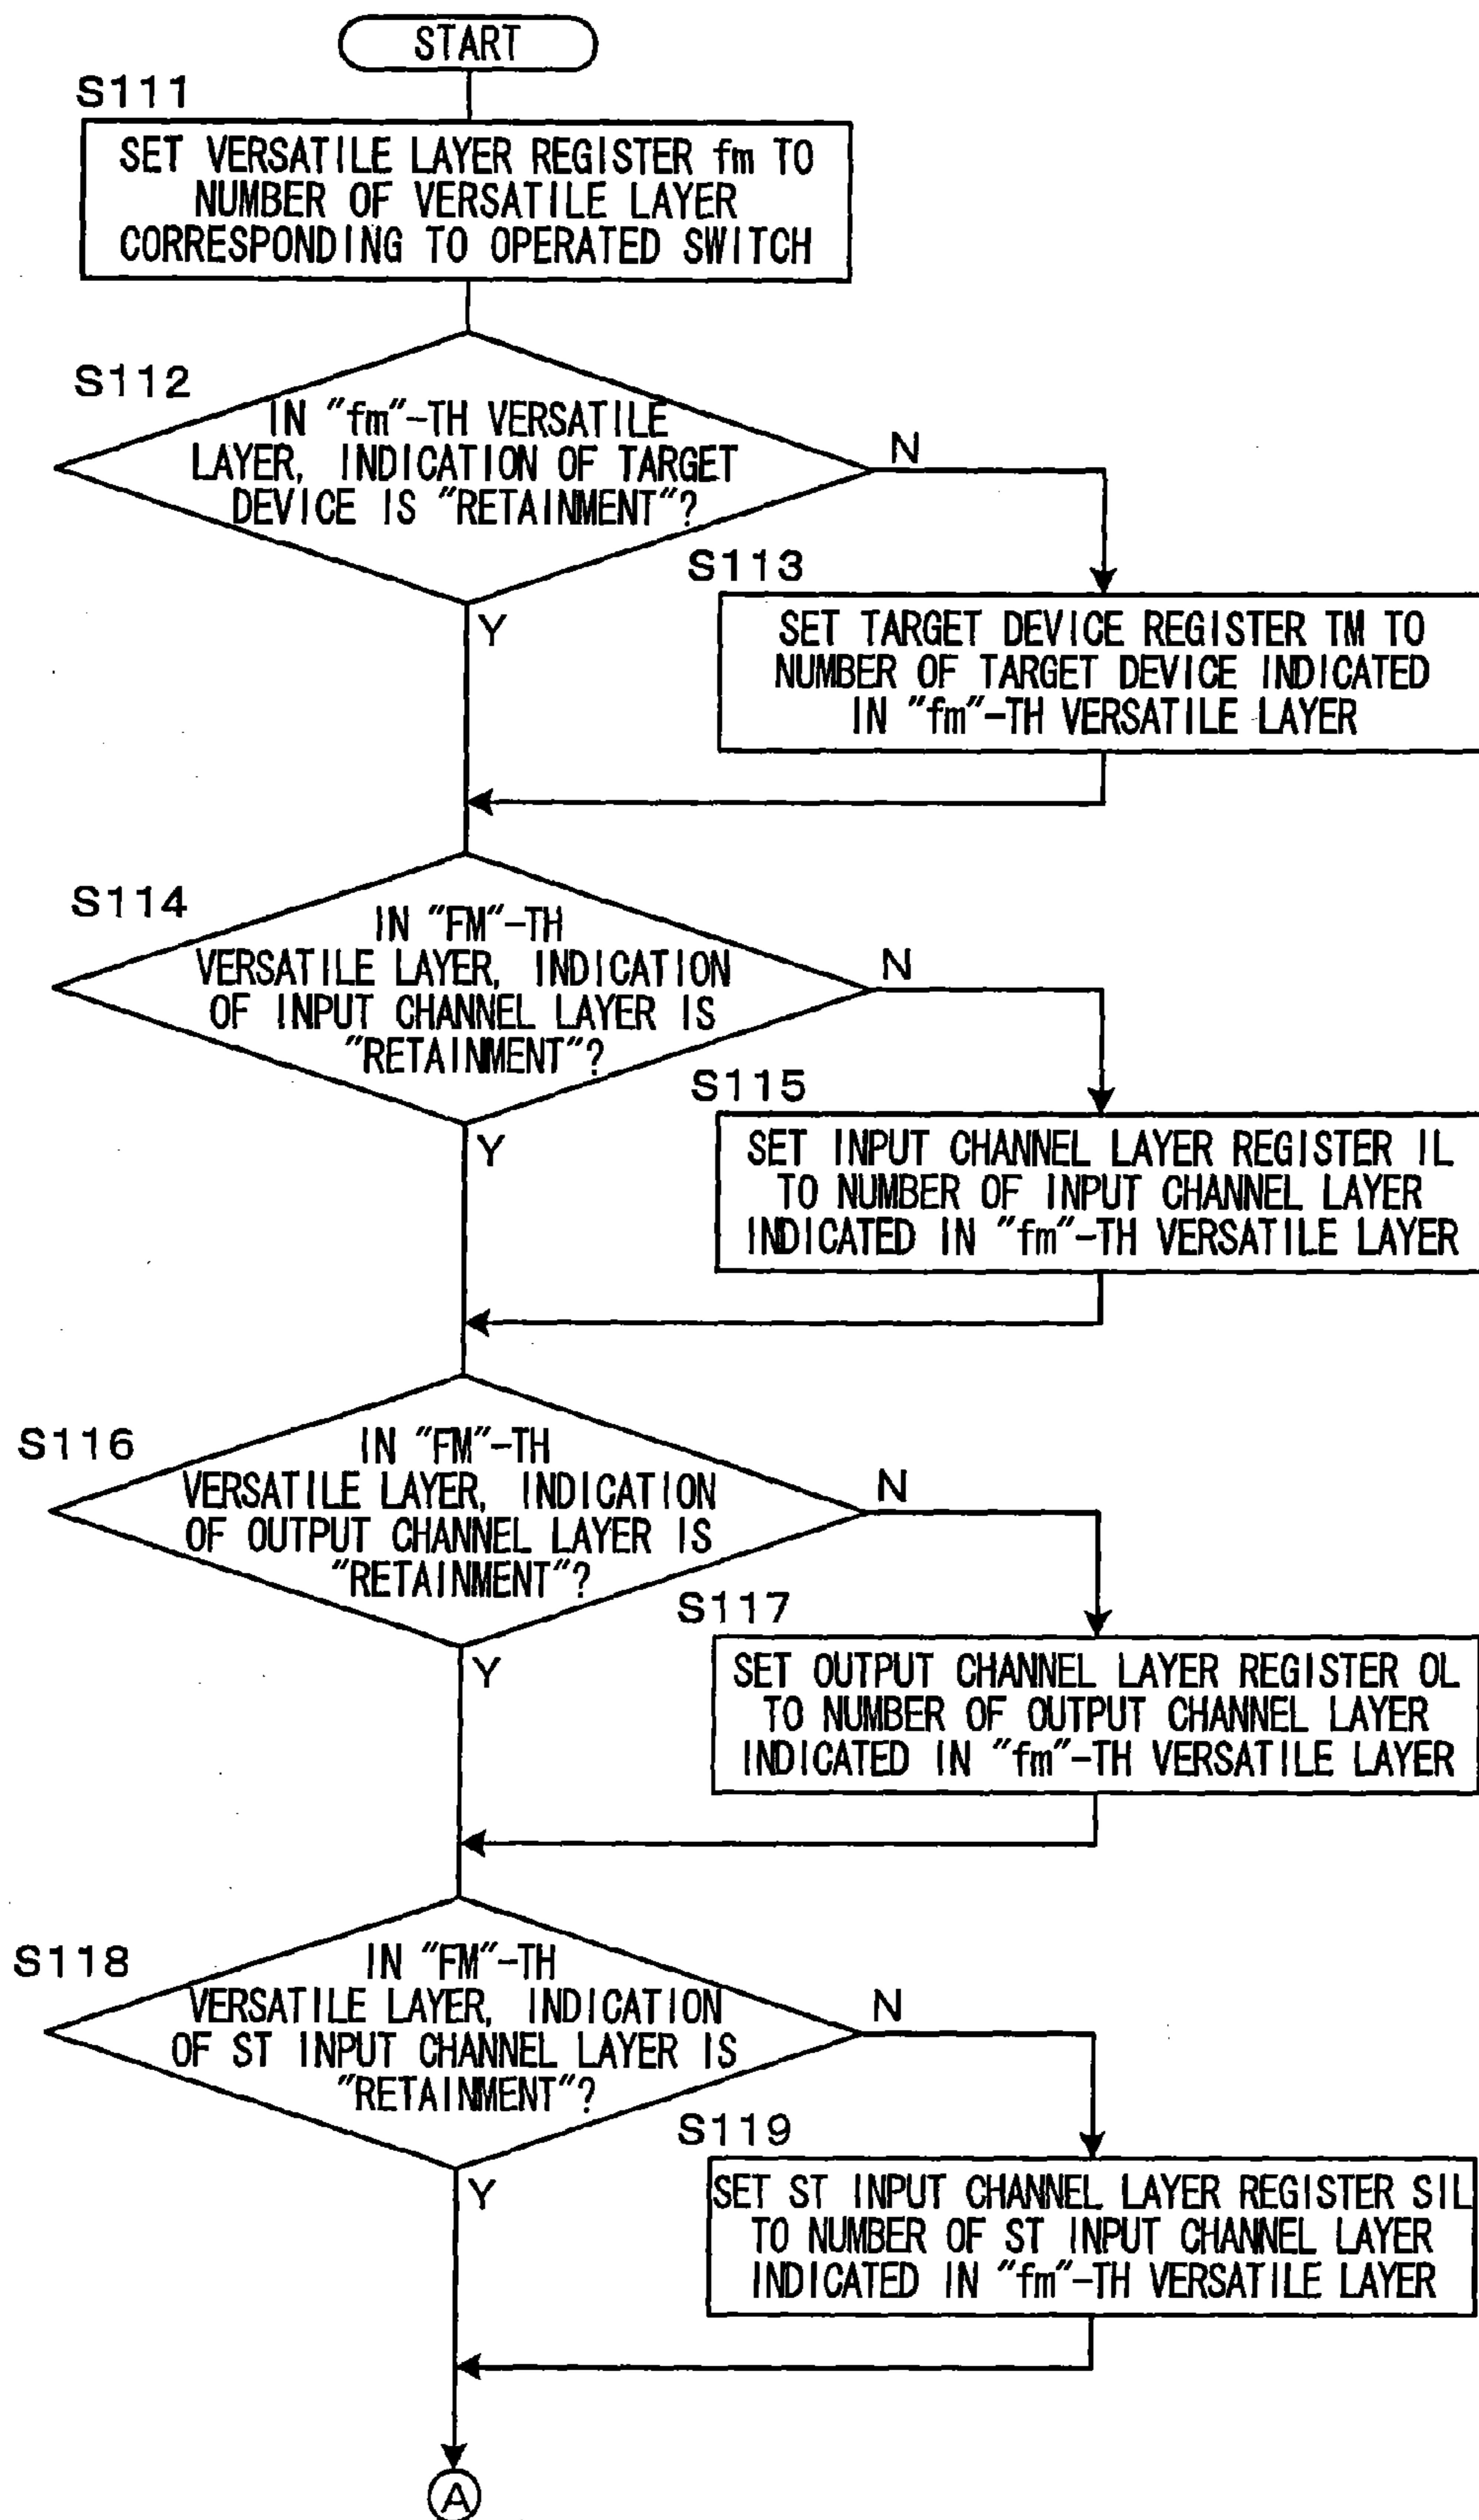 START
S111
SET VERSATILE LAYER REGISTER fm TO
NUMBER OF VERSATILE LAYER
CORRESPONDING TO OPERATED SWITCH
S112
IN "fm"-TH VERSATILE
LAYER, INDICATION OF TARGET
DEVICE IS "RETAINMENT"?
N
Y
S113
SET TARGET DEVICE REGISTER TM TO
NUMBER OF TARGET DEVICE INDICATED
IN "fm"-TH VERSATILE LAYER
S114
IN "FM"-TH
VERSATILE LAYER, INDICATION
OF INPUT CHANNEL LAYER IS
"RETAINMENT"?
N
Y
S115
SET INPUT CHANNEL LAYER REGISTER IL
TO NUMBER OF INPUT CHANNEL LAYER
INDICATED IN "fm"-TH VERSATILE LAYER
S116
IN "FM"-TH
VERSATILE LAYER, INDICATION
OF OUTPUT CHANNEL LAYER IS
"RETAINMENT"?
N
Y
S117
SET OUTPUT CHANNEL LAYER REGISTER OL
TO NUMBER OF OUTPUT CHANNEL LAYER
INDICATED IN "fm"-TH VERSATILE LAYER
S118
IN "FM"-TH
VERSATILE LAYER, INDICATION
OF ST INPUT CHANNEL LAYER IS
"RETAINMENT"?
N
Y
S119
SET ST INPUT CHANNEL LAYER REGISTER SIL
TO NUMBER OF ST INPUT CHANNEL LAYER
INDICATED IN "fm"-TH VERSATILE LAYER
A